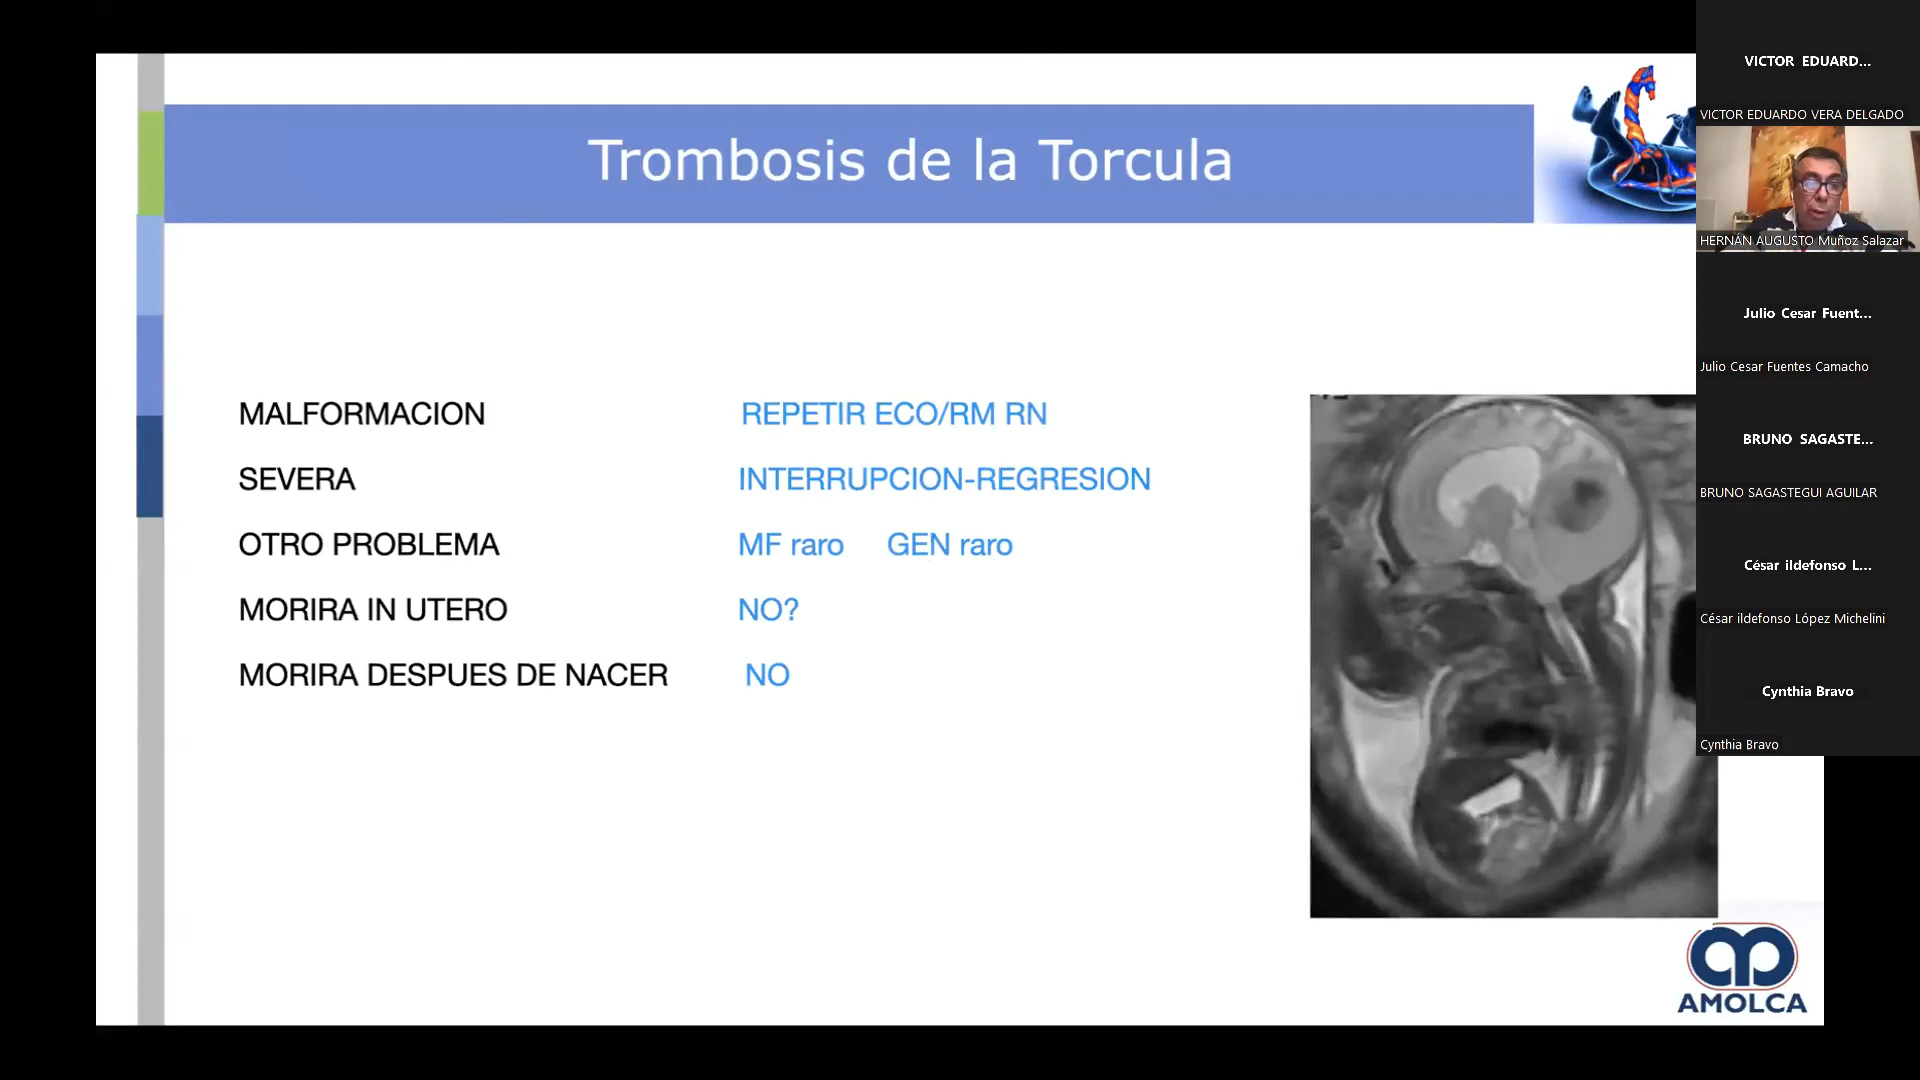 Trombosis de la Torcula
MALFORMACION REPETIR ECO/RM RN
SEVERA INTERRUPCION-REGRESION
OTRO PROBLEMA MF raro GEN raro
MORIRA IN UTERO NO?
MORIRA DESPUES DE NACER NO
AMOLCA
VICTOR EDUARD...
VICTOR EDUARDO VERA DELGADO
HERNÁN AUGUSTO Muñoz Salazar
Julio Cesar Fuent...
Julio Cesar Fuentes Camacho
BRUNO SAGASTE...
BRUNO SAGASTEGUI AGUILAR
César ildefonso L...
César ildefonso López Michelini
Cynthia Bravo
Cynthia Bravo